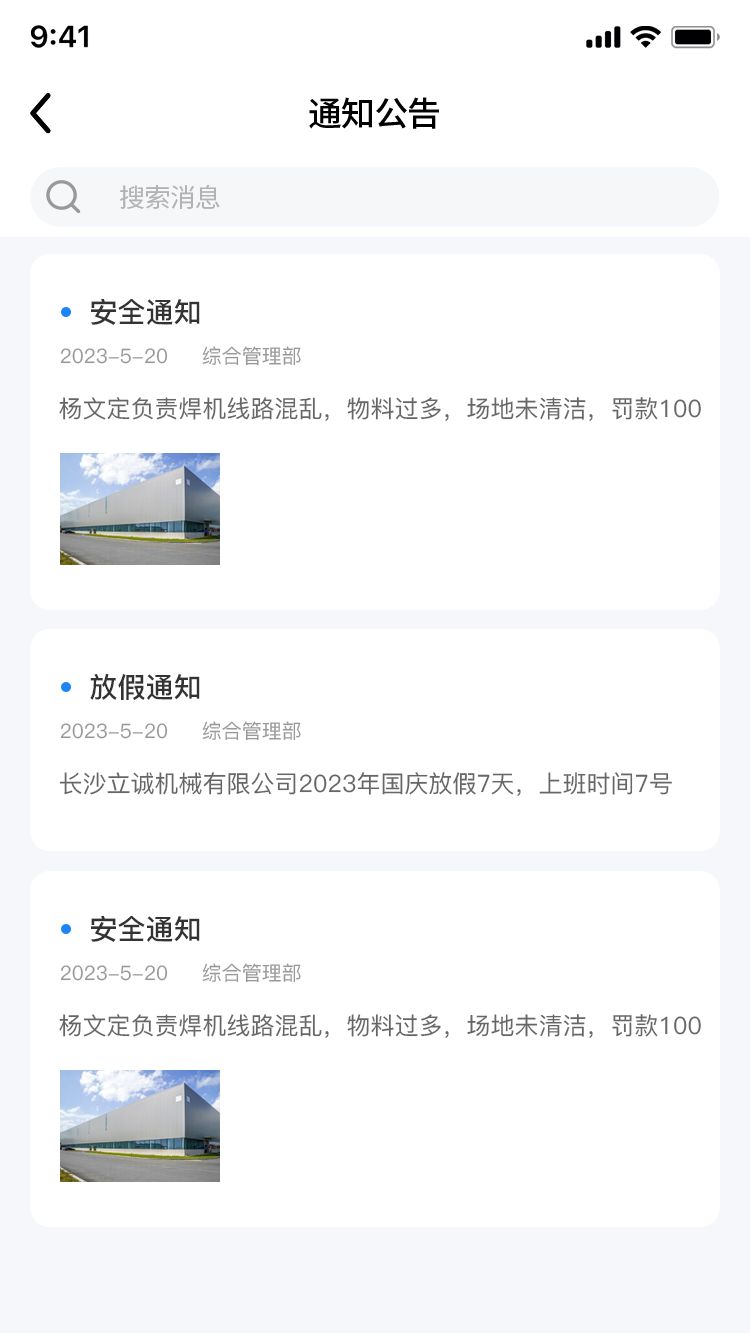 9:41
通知公告
搜索消息
安全通知
2023-5-20 综合管理部
杨文定负责焊机线路混乱，物料过多，场地未清洁，罚款100
放假通知
2023-5-20 综合管理部
长沙立诚机械有限公司2023年国庆放假7天，上班时间7号
安全通知
2023-5-20 综合管理部
杨文定负责焊机线路混乱，物料过多，场地未清洁，罚款100